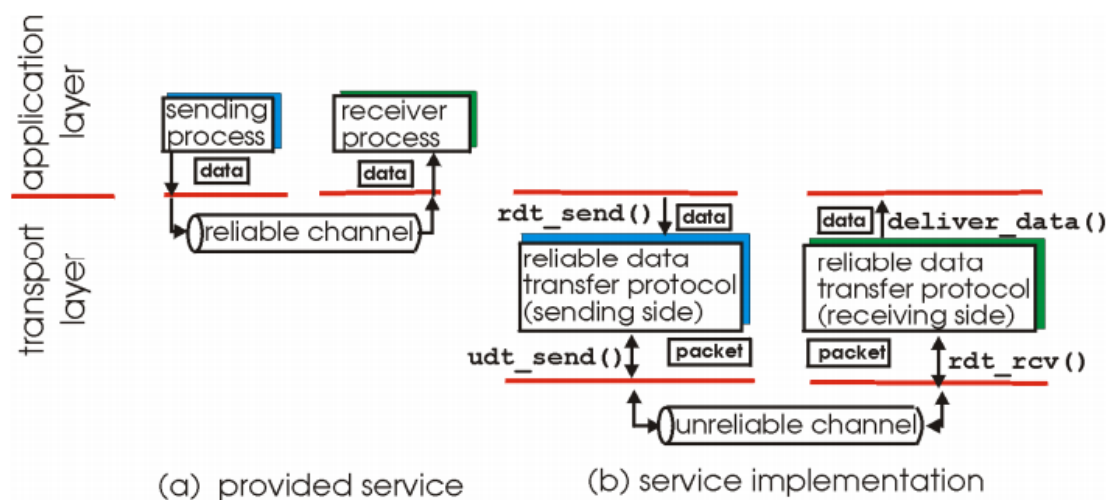 application
layer
transport
layer
sending
process
receiver
process
data
data
reliable channel
(a) provided service
rdt_send()
data
data
deliver_data()
reliable data
transfer protocol
(sending side)
reliable data
transfer protocol
(receiving side)
udt_send()
packet
packet
rdt_rcv()
unreliable channel
(b) service implementation